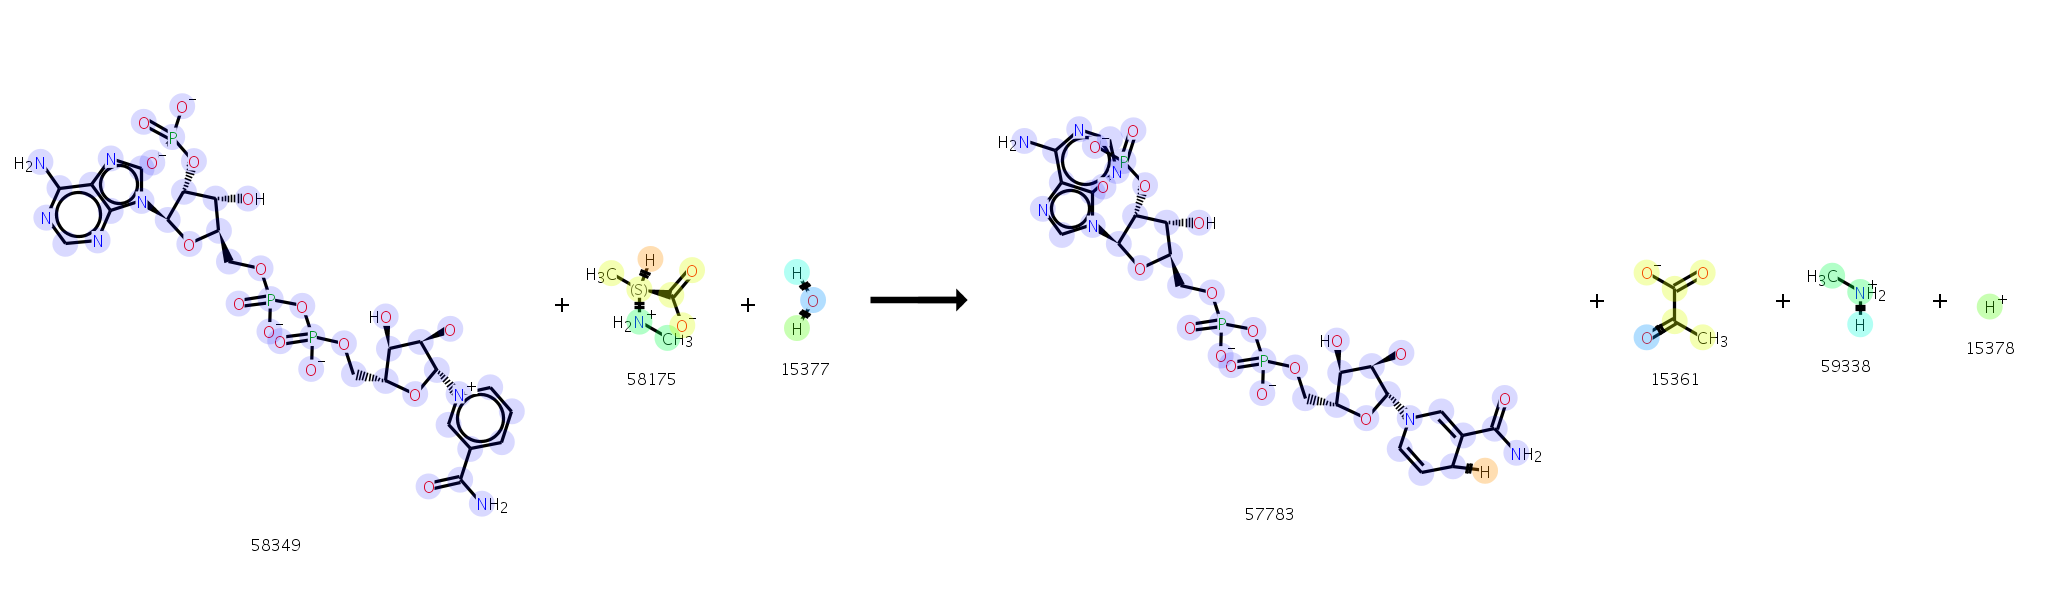 O⁻
O
P
O⁻
O
H₂N
N
N
N
N
OH
O
O
P
O
O
O⁻
P
O
O⁻
O
HO
O
O
N⁺
O
NH₂
58349
+
H₃C
H
O
(S)
O⁻
H₂N⁺
CH₃
58175
+
H
O
H
15377
H₂N
N
N
N
N
O⁻
O
P
O
O
OH
O
O
P
O
O
O⁻
P
O
O⁻
O
HO
O
O
N
O
NH₂
H
57783
+
O⁻
O
O
CH₃
15361
+
H₃C
NH₂⁺
H
59338
+
H⁺
15378